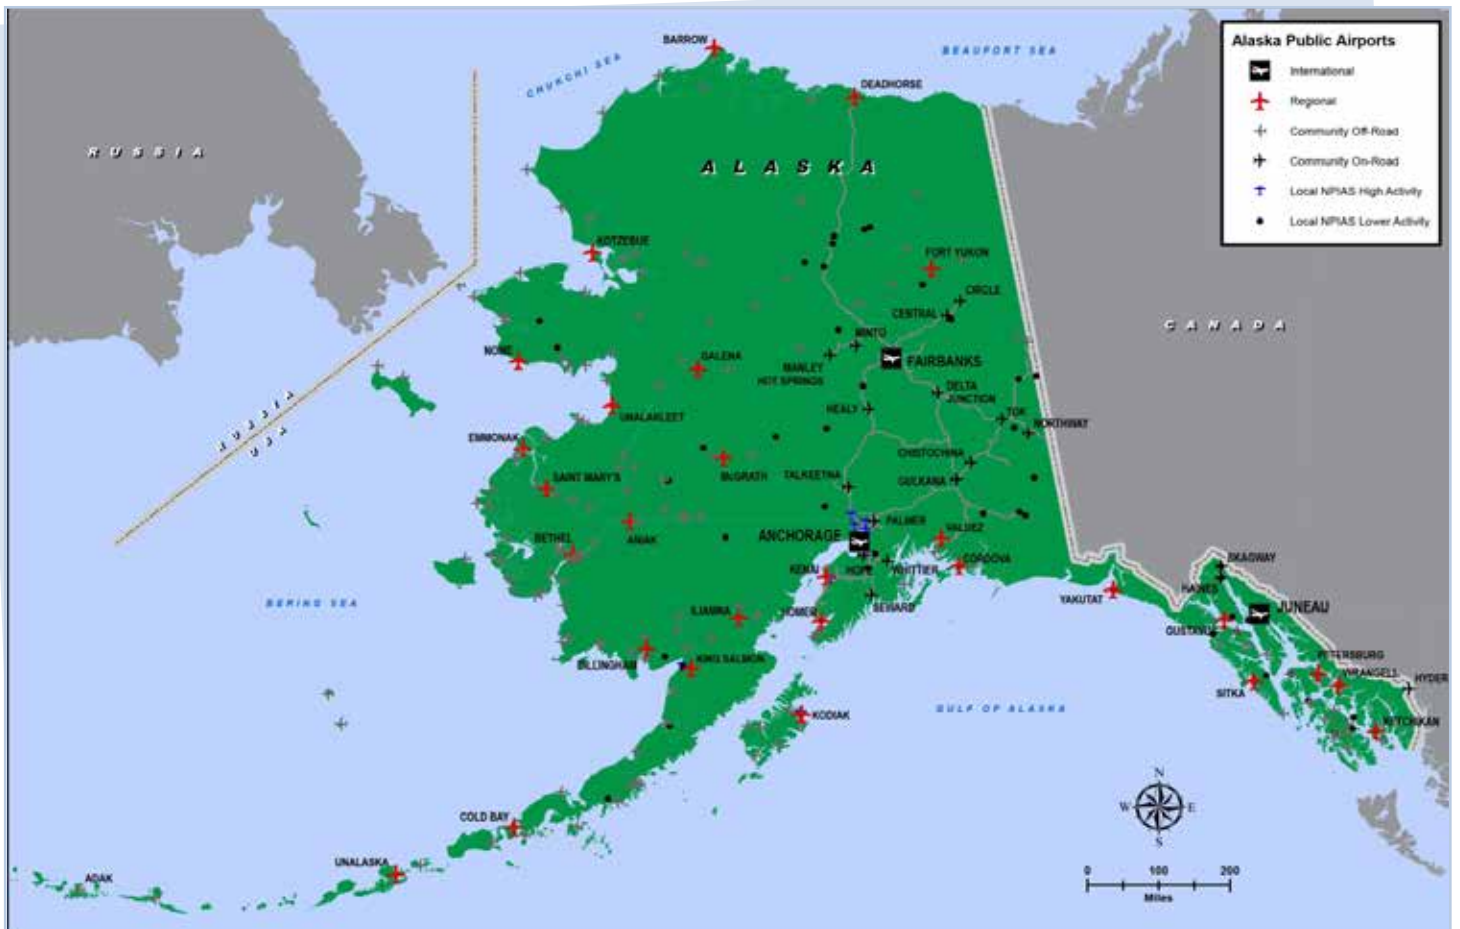 BARROW
CHUKCHI SEA
BEAUFORT SEA
Alaska Public Airports
International
Regional
Community Off-Road
Community On-Road
Local NPIAS High Activity
Local NPIAS Lower Activity
DEADHORSE
RUSSIA
ALASKA
KOTZEBUE
FORT YUKON
CIRCLE
CENTRAL
CANADA
MINTO
NOME
GALENA
MANLEY
HOT SPRINGS
FAIRBANKS
DELTA
JUNCTION
HEALY
UNALAKLEET
TOK
NORTHWAY
RUSSIA
USA
EMMONAK
CHISTOCHINA
SAINT MARY'S
McGRATH
TALKEETNA
GULKANA
PALMER
BETHEL
ANIAK
ANCHORAGE
VALDEZ
HOPE
WHITTIER
CORDOVA
SKAGWAY
KENAI
HAINES
BERING SEA
SEWARD
YAKUTAT
JUNEAU
ILIAMNA
HOMER
GUSTAVUS
DILLINGHAM
KING SALMON
PETERSBURG
WRANGELL
HYDER
SITKA
KODIAK
GULF OF ALASKA
KETCHIKAN
N
W
E
S
COLD BAY
UNALASKA
ADAK
0 100 200
Miles